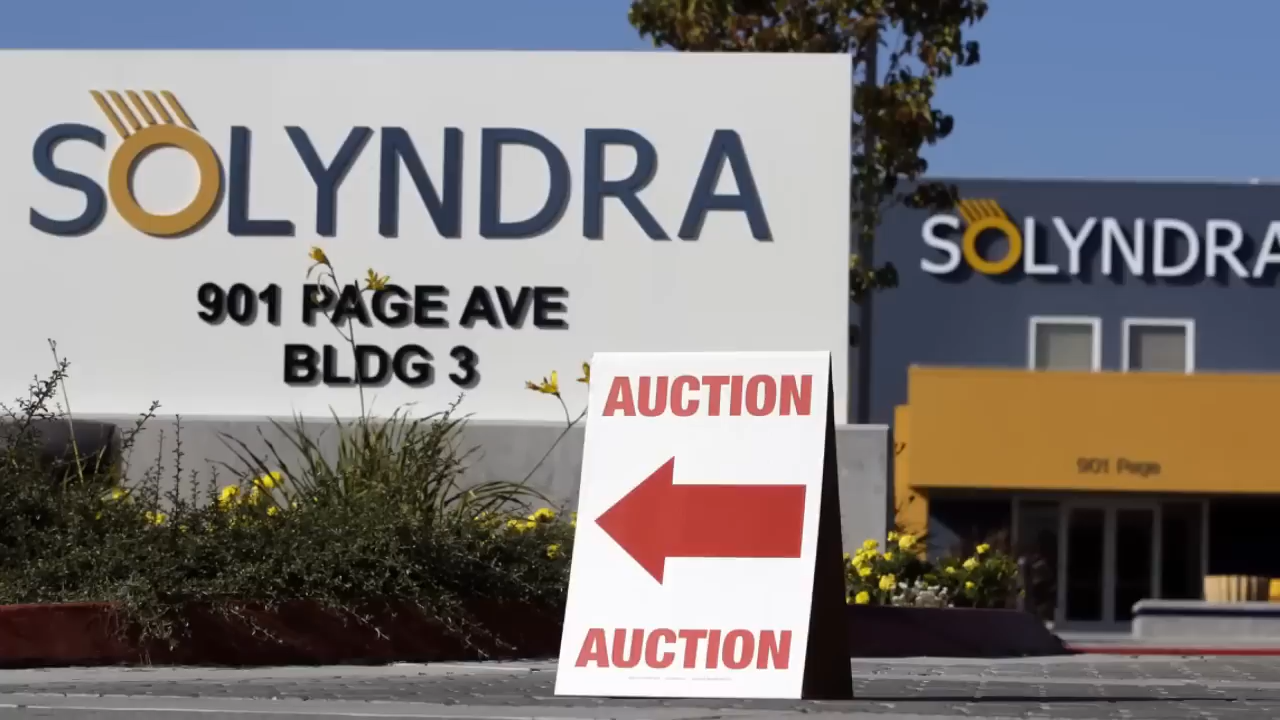 SOLYNDRA
901 PAGE AVE
BLDG 3
SOLYNDRA
901 Page
AUCTION
AUCTION